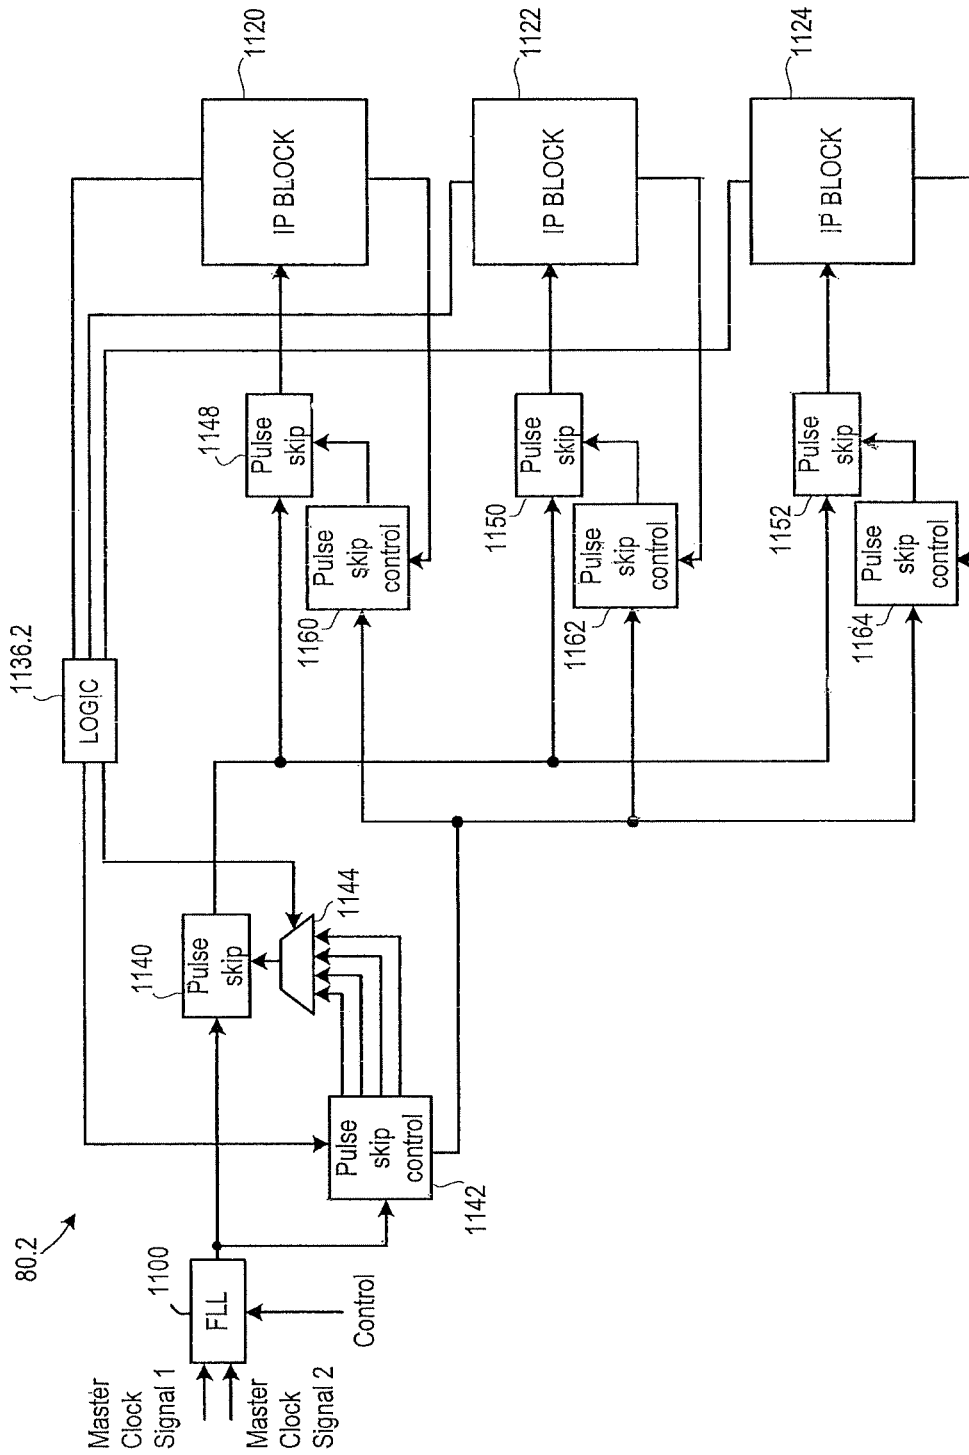 80.2
Master
Clock
Signal 1
Master
Clock
Signal 2
1100
FLL
Control
1136.2
LOGIC
1140
Pulse
skip
1144
Pulse
skip
control
1142
1148
Pulse
skip
Pulse
skip
control
1160
IP BLOCK
1120
Pulse
skip
1150
Pulse
skip
control
1162
IP BLOCK
1122
Pulse
skip
1152
Pulse
skip
control
1164
IP BLOCK
1124